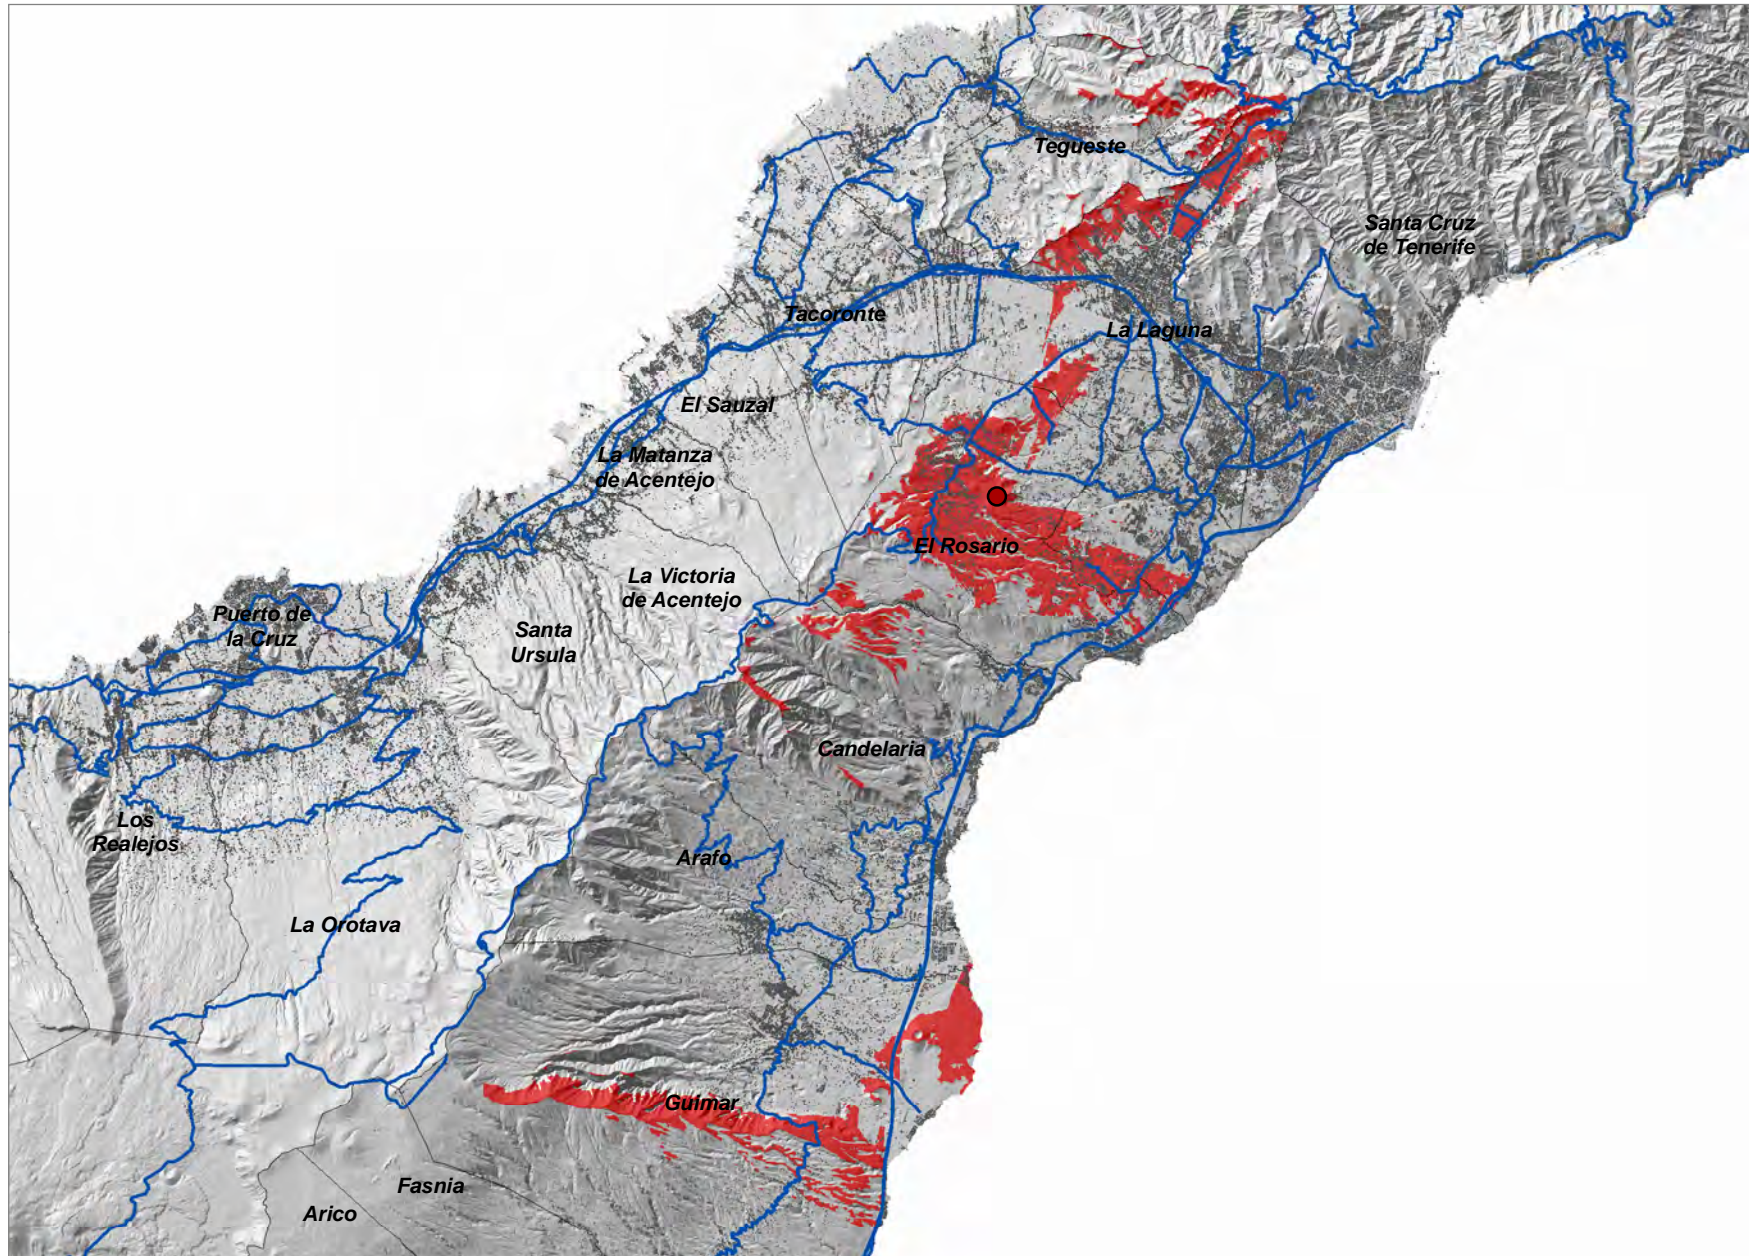 Tegueste
Santa Cruz
de Tenerife
Tacoronte
La Laguna
El Sauzal
La Matanza
de Acentejo
El Rosario
La Victoria
de Acentejo
Puerto de
la Cruz
Santa
Ursula
Candelaria
Los
Realejos
Arafo
La Orotava
Guimar
Fasnia
Arico